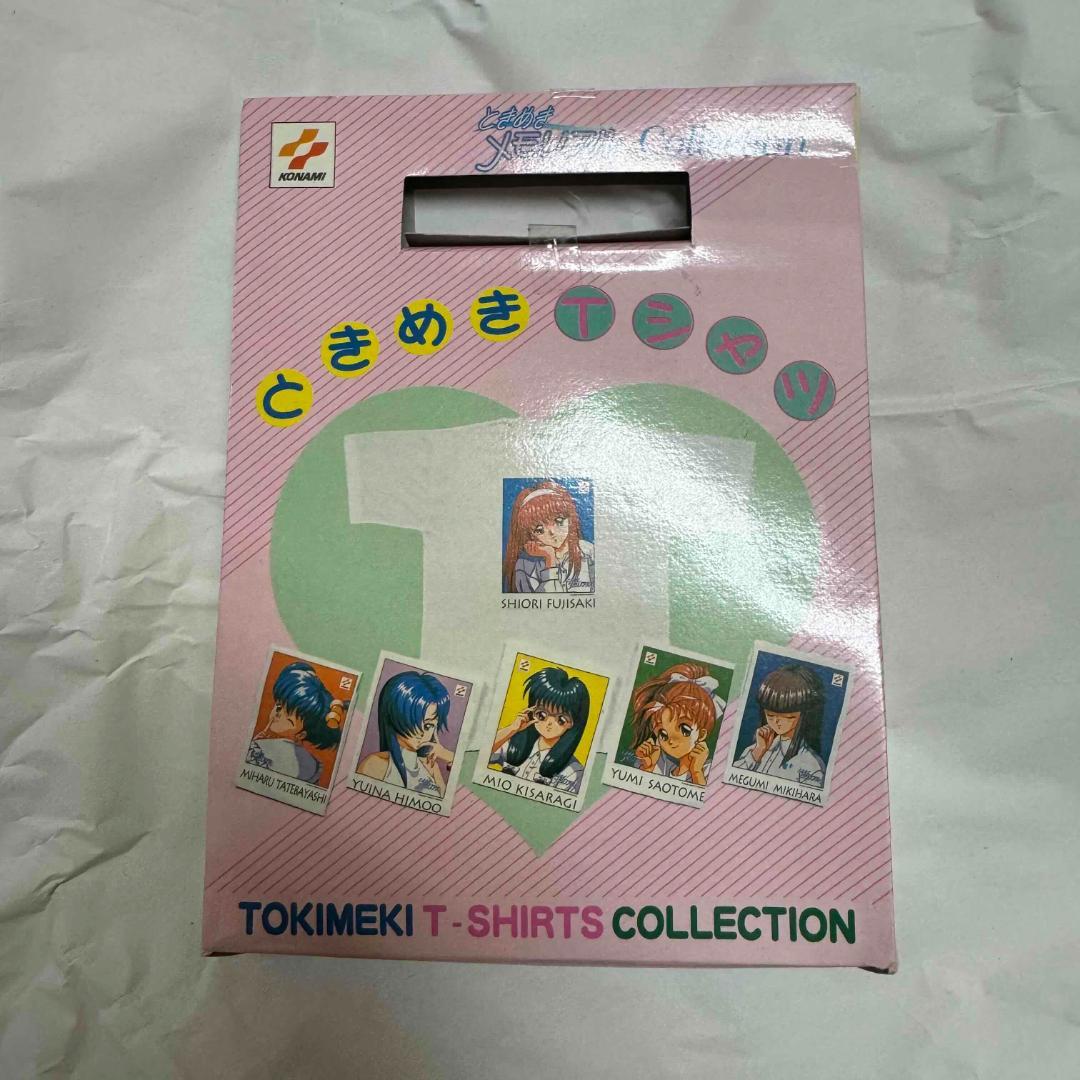 KONAMI
ときめき
メモリアル Collection
ときめきTシャツ
SHIORI FUJISAKI
MIHARU TATEBAYASHI
YUINA HIMOO
MIO KISARAGI
YUMI SAOTOME
MEGUMI MIKIHARA
TOKIMEKI T-SHIRTS COLLECTION